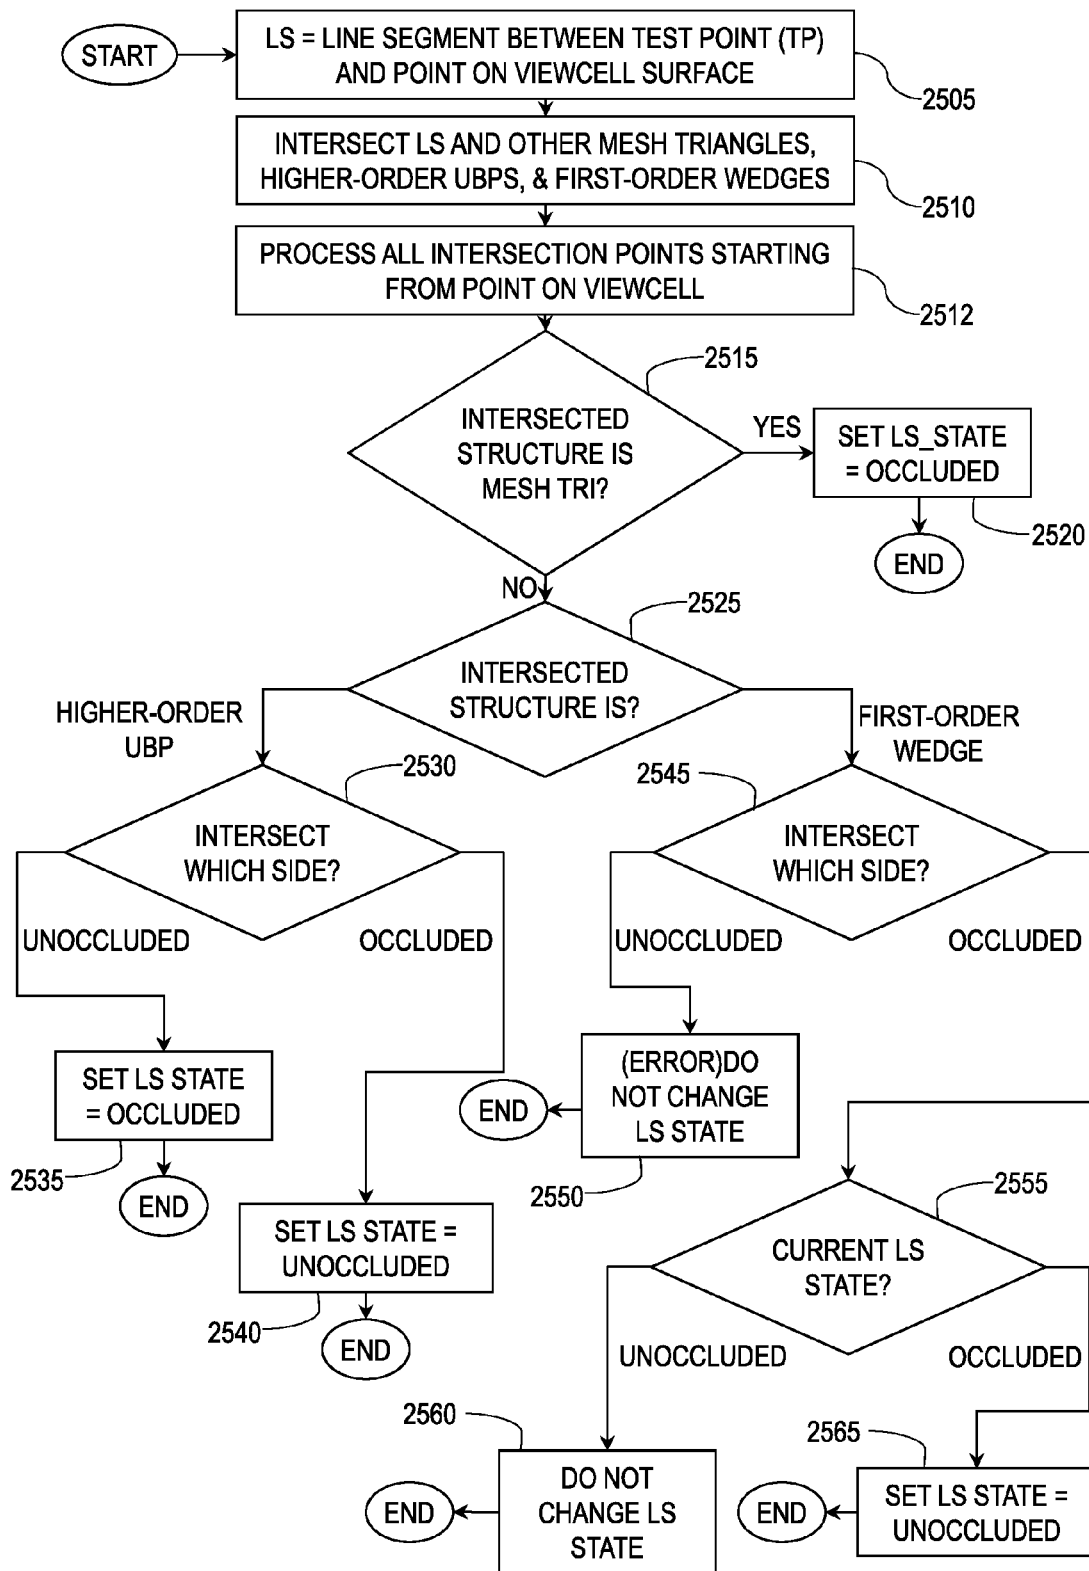 START
LS = LINE SEGMENT BETWEEN TEST POINT (TP)
AND POINT ON VIEWCELL SURFACE
2505
INTERSECT LS AND OTHER MESH TRIANGLES,
HIGHER-ORDER UBPS, & FIRST-ORDER WEDGES
2510
PROCESS ALL INTERSECTION POINTS STARTING
FROM POINT ON VIEWCELL
2512
2515
INTERSECTED
STRUCTURE IS
MESH TRI?
YES
SET LS_STATE
= OCCLUDED
2520
END
NO
2525
INTERSECTED
STRUCTURE IS?
HIGHER-ORDER
UBP
FIRST-ORDER
WEDGE
2530
INTERSECT
WHICH SIDE?
2545
INTERSECT
WHICH SIDE?
UNOCCLUDED
OCCLUDED
UNOCCLUDED
OCCLUDED
SET LS STATE
= OCCLUDED
2535
END
(ERROR)DO
NOT CHANGE
LS STATE
END
2550
SET LS STATE =
UNOCCLUDED
2540
END
2555
CURRENT LS
STATE?
UNOCCLUDED
OCCLUDED
2560
DO NOT
CHANGE LS
STATE
END
2565
SET LS STATE =
UNOCCLUDED
END